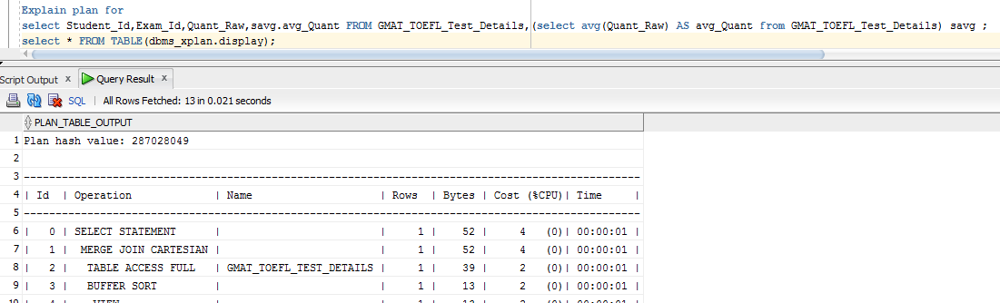 Explain plan for
select Student_Id,Exam_Id,Quant_Raw,savg.avg_Quant FROM GMAT_TOEFL_Test_Details,(select avg(Quant_Raw) AS avg_Quant from GMAT_TOEFL_Test_Details) savg ;
select * FROM TABLE(dbms_xplan.display);
Script Output x Query Result x
SQL | All Rows Fetched: 13 in 0.021 seconds
PLAN_TABLE_OUTPUT
1 Plan hash value: 287028049
2
3 ------------------------------------------------------------------------------------------------------
4 | Id | Operation | Name | Rows | Bytes | Cost (%CPU)| Time |
5 ------------------------------------------------------------------------------------------------------
6 | 0 | SELECT STATEMENT | | 1 | 52 | 4 (0)| 00:00:01 |
7 | 1 | MERGE JOIN CARTESIAN | | 1 | 52 | 4 (0)| 00:00:01 |
8 | 2 | TABLE ACCESS FULL | GMAT_TOEFL_TEST_DETAILS | 1 | 39 | 2 (0)| 00:00:01 |
9 | 3 | BUFFER SORT | | 1 | 13 | 2 (0)| 00:00:01 |